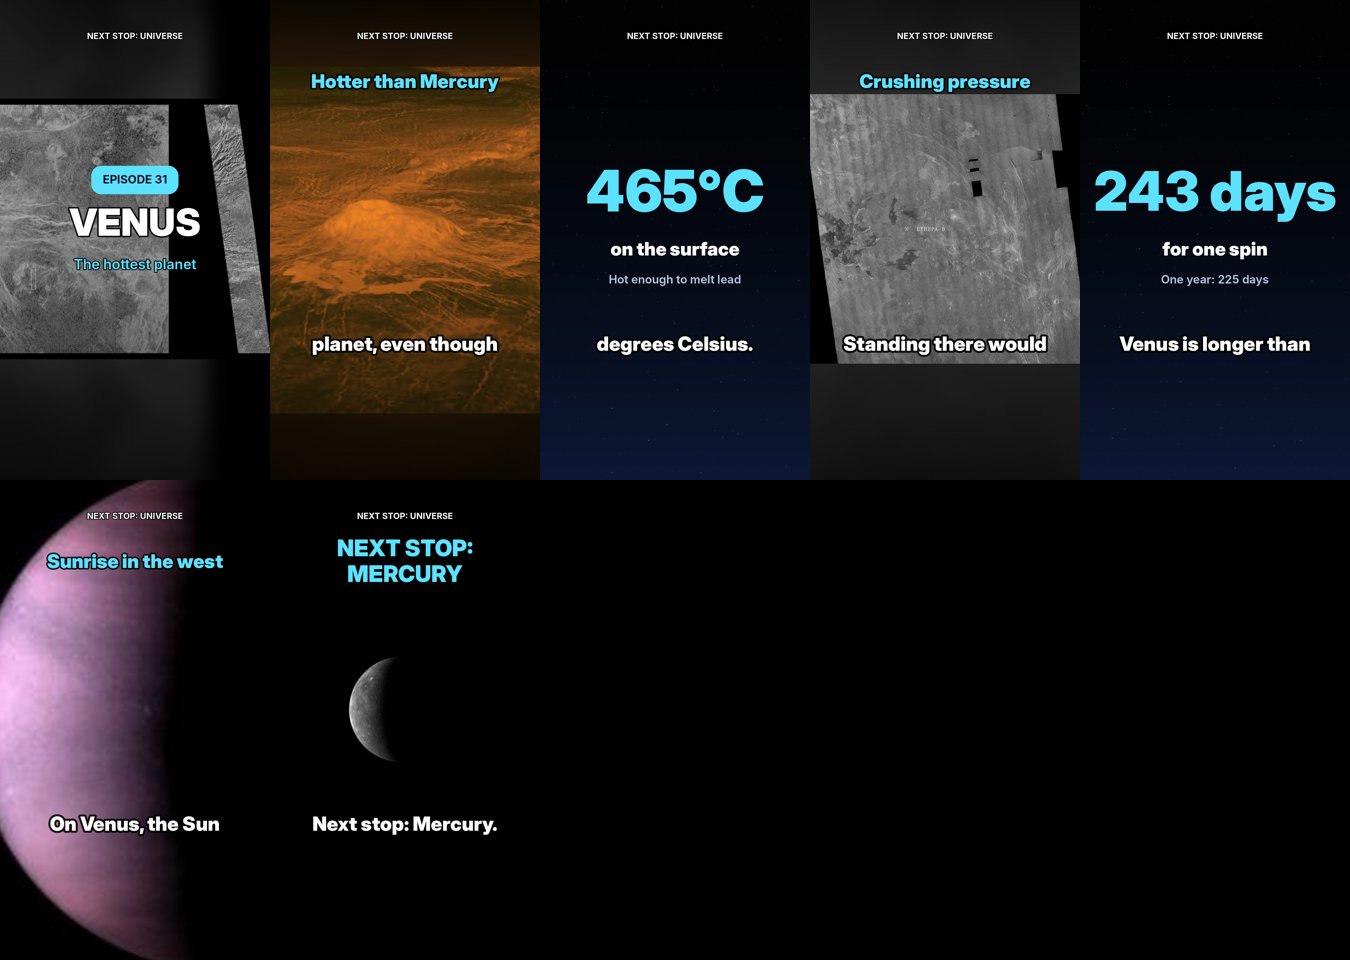 NEXT STOP: UNIVERSE
EPISODE 31
VENUS
The hottest planet
NEXT STOP: UNIVERSE
Hotter than Mercury
planet, even though
NEXT STOP: UNIVERSE
465°C
on the surface
Hot enough to melt lead
degrees Celsius.
NEXT STOP: UNIVERSE
Crushing pressure
Standing there would
NEXT STOP: UNIVERSE
243 days
for one spin
One year: 225 days
Venus is longer than
NEXT STOP: UNIVERSE
Sunrise in the west
On Venus, the Sun
NEXT STOP: UNIVERSE
NEXT STOP:
MERCURY
Next stop: Mercury.